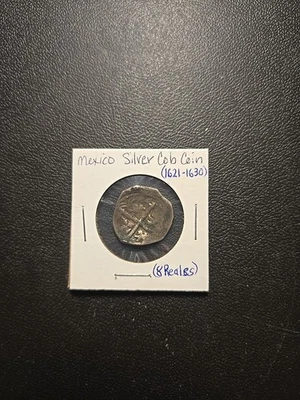 Mexico Silver Cob Coin
(1621-1630)
(8 Reales)